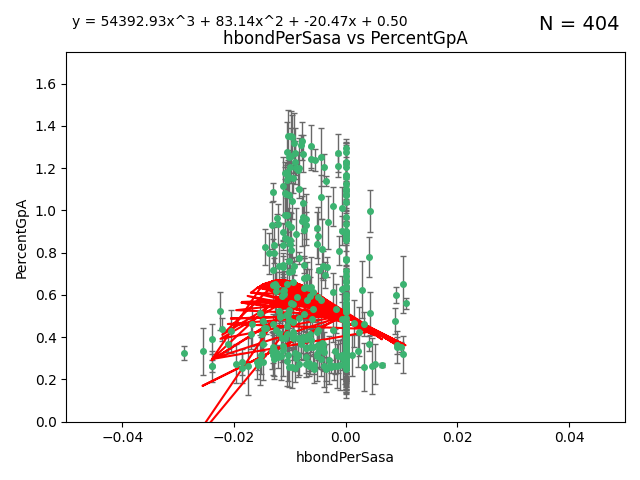 y = 54392.93x^3 + 83.14x^2 + -20.47x + 0.50
N = 404
hbondPerSasa vs PercentGpA
1.6
1.4
1.2
1.0
0.8
0.6
0.4
0.2
0.0
PercentGpA
−0.04 −0.02 0.00 0.02 0.04
hbondPerSasa